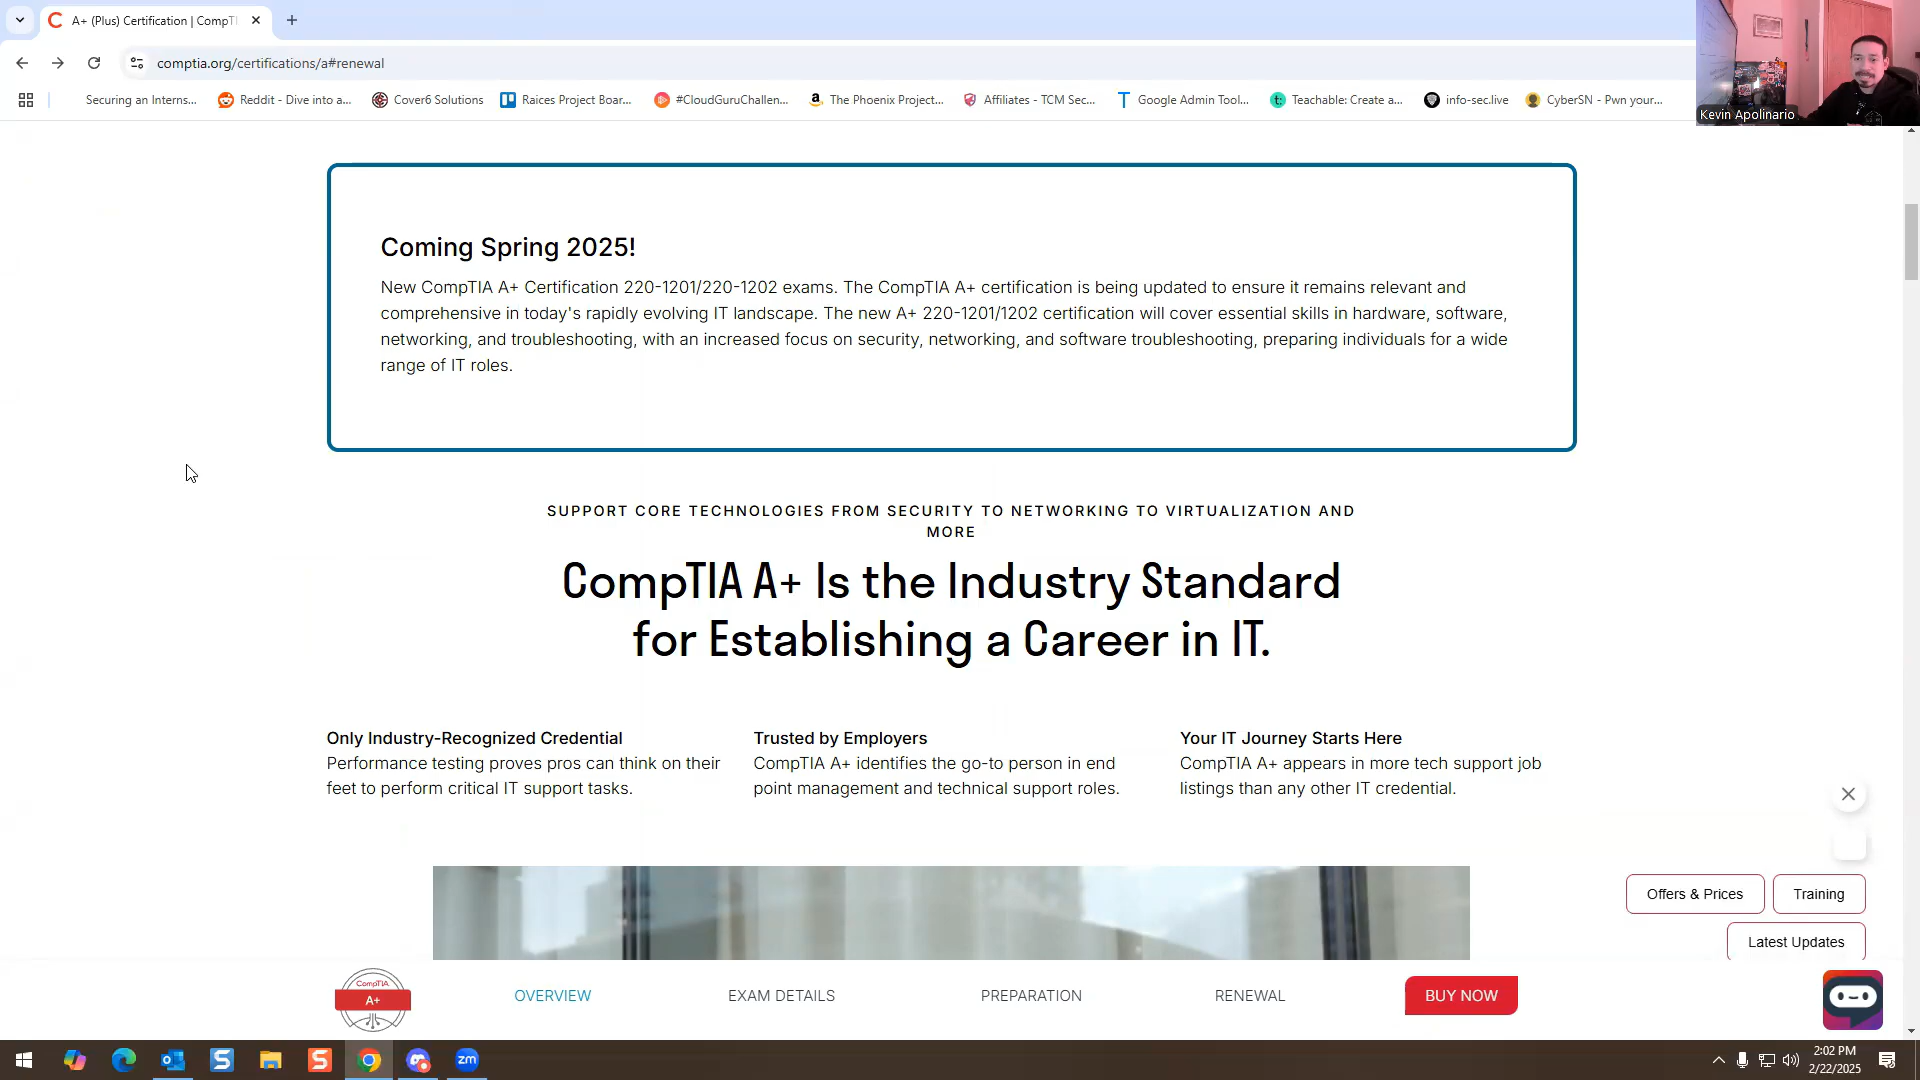 A+ (Plus) Certification | CompT
comptia.org/certifications/a#renewal
Securing an Interns...
Reddit - Dive into a...
Cover6 Solutions
Raices Project Boar...
#CloudGuruChallen...
The Phoenix Project...
Affiliates - TCM Sec...
Google Admin Tool...
Teachable: Create a...
info-sec.live
CyberSN - Pwn your...
Kevin Apolinario
Coming Spring 2025!
New CompTIA A+ Certification 220-1201/220-1202 exams. The CompTIA A+ certification is being updated to ensure it remains relevant and
comprehensive in today's rapidly evolving IT landscape. The new A+ 220-1201/1202 certification will cover essential skills in hardware, software,
networking, and troubleshooting, with an increased focus on security, networking, and software troubleshooting, preparing individuals for a wide
range of IT roles.
SUPPORT CORE TECHNOLOGIES FROM SECURITY TO NETWORKING TO VIRTUALIZATION AND
MORE
CompTIA A+ Is the Industry Standard
for Establishing a Career in IT.
Only Industry-Recognized Credential
Performance testing proves pros can think on their
feet to perform critical IT support tasks.
Trusted by Employers
CompTIA A+ identifies the go-to person in end
point management and technical support roles.
Your IT Journey Starts Here
CompTIA A+ appears in more tech support job
listings than any other IT credential.
Offers & Prices
Training
Latest Updates
CompTIA
A+
OVERVIEW
EXAM DETAILS
PREPARATION
RENEWAL
BUY NOW
zm
2:02 PM
2/22/2025